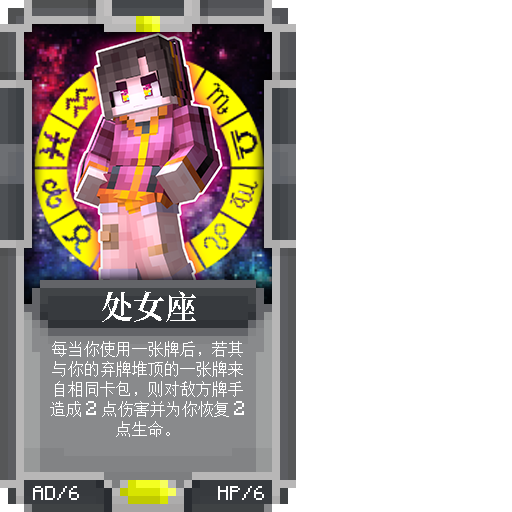 处女座
每当你使用一张牌后，若其
与你的弃牌堆顶的一张牌来
自相同卡包，则对敌方牌手
造成2点伤害并为你恢复2
点生命。
AD/6
HP/6